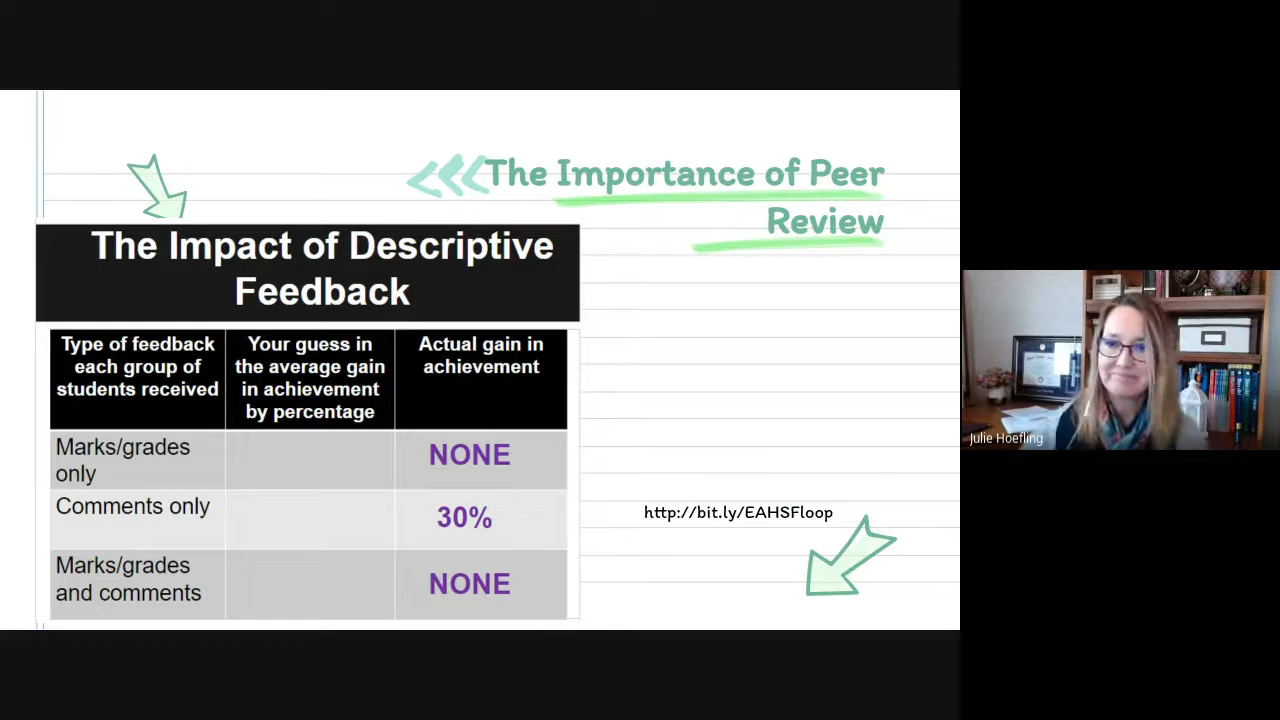 The Importance of Peer
Review
The Impact of Descriptive
Feedback
Type of feedback
each group of
students received
Your guess in
the average gain
in achievement
by percentage
Actual gain in
achievement
Marks/grades
only
NONE
Comments only
30%
Marks/grades
and comments
NONE
http://bit.ly/EAHSFloop
Julie Hoefling